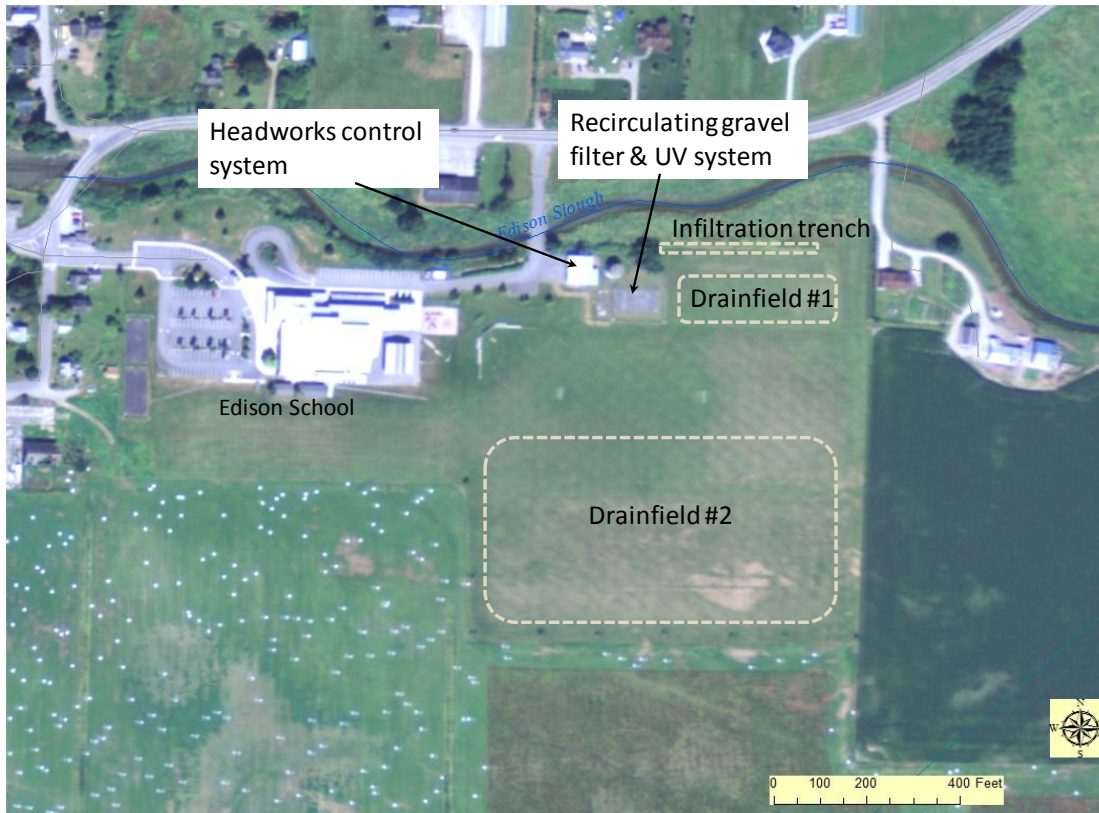 Headworks control
system
Recirculating gravel
filter & UV system
Edison Slough
Infiltration trench
Drainfield #1
Edison School
Drainfield #2
N
W
E
S
0 100 200 400 Feet